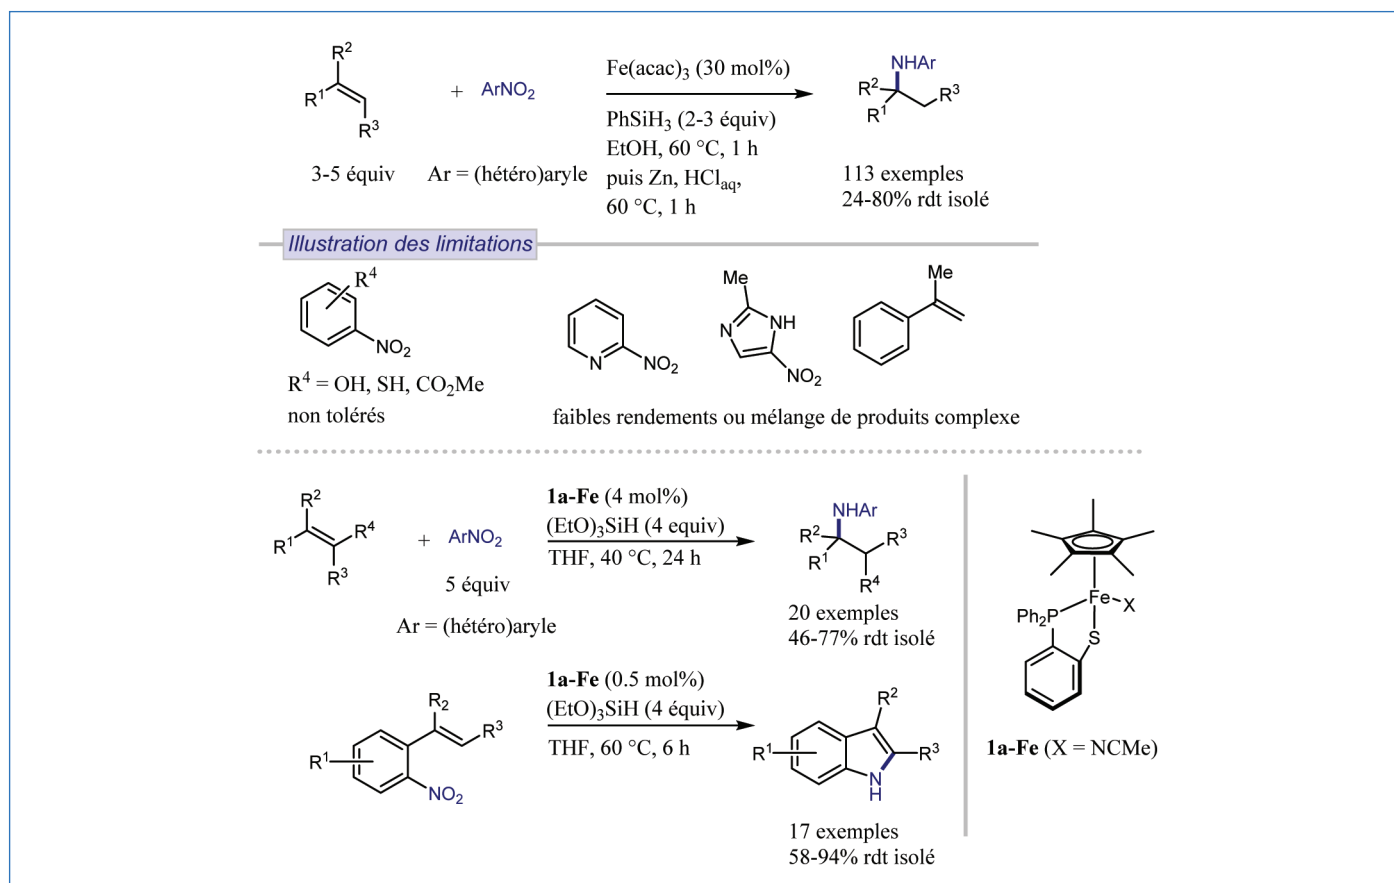 R² R¹ R³
+ ArNO₂
3-5 équiv
Ar = (hétéro)aryle
Fe(acac)₃ (30 mol%)
PhSiH₃ (2-3 équiv)
EtOH, 60 °C, 1 h
puis Zn, HClaq,
60 °C, 1 h
NHAr
R² R³
R¹
113 exemples
24-80% rdt isolé
Illustration des limitations
R⁴
NO₂
R⁴ = OH, SH, CO₂Me
non tolérés
N NO₂
Me
N NH
NO₂
Me
faibles rendements ou mélange de produits complexe
R²
R¹ R⁴
R³
+ ArNO₂
5 équiv
Ar = (hétéro)aryle
1a-Fe (4 mol%)
(EtO)₃SiH (4 equiv)
THF, 40 °C, 24 h
NHAr
R² R³
R¹
R⁴
20 exemples
46-77% rdt isolé
R₂
R³
R¹
NO₂
1a-Fe (0.5 mol%)
(EtO)₃SiH (4 équiv)
THF, 60 °C, 6 h
R²
R¹ R³
N
H
17 exemples
58-94% rdt isolé
Fe X
Ph₂P
S
1a-Fe (X = NCMe)